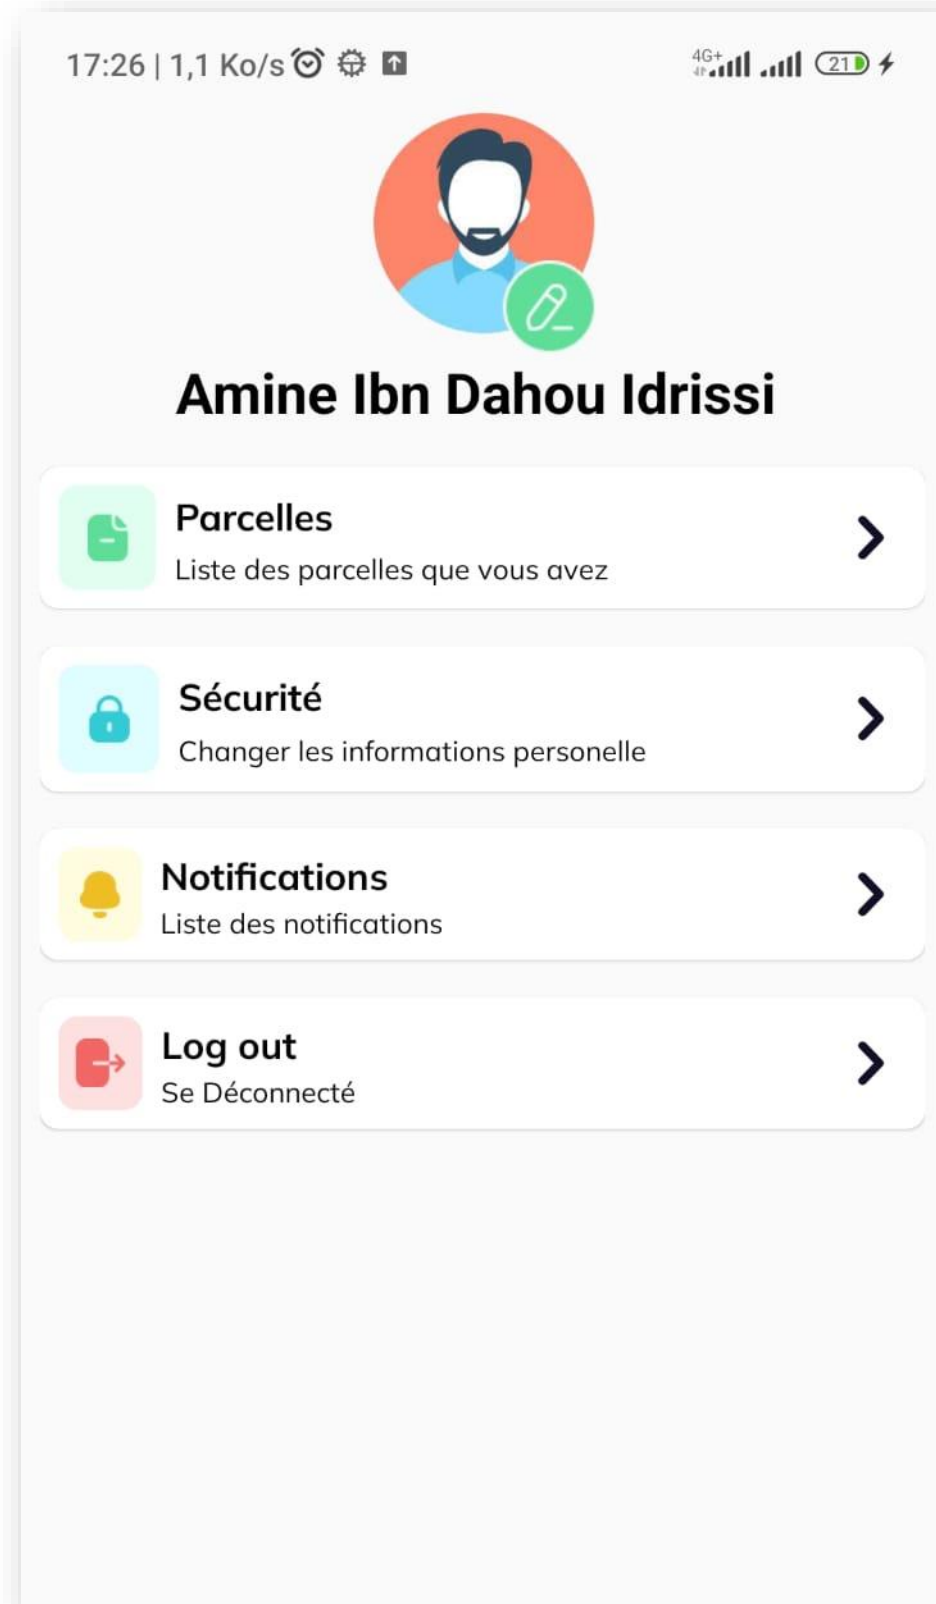 17:26 | 1,1 Ko/s 4G+ 21
Amine Ibn Dahou Idrissi
Parcelles
Liste des parcelles que vous avez
Sécurité
Changer les informations personelle
Notifications
Liste des notifications
Log out
Se Déconnecté